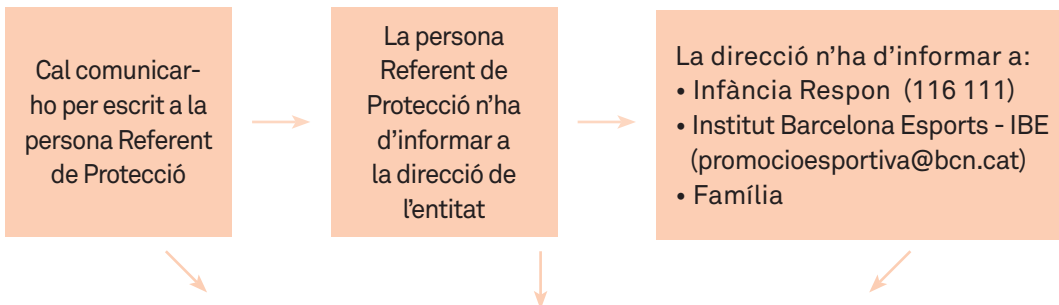 Cal comunicar-
ho per escrit a la
persona Referent
de Protecció
La persona
Referent de
Protecció n’ha
d’informar a
la direcció de
l’entitat
La direcció n’ha d’informar a:
• Infància Respon (116 111)
• Institut Barcelona Esports - IBE
(promocioesportiva@bcn.cat)
• Família